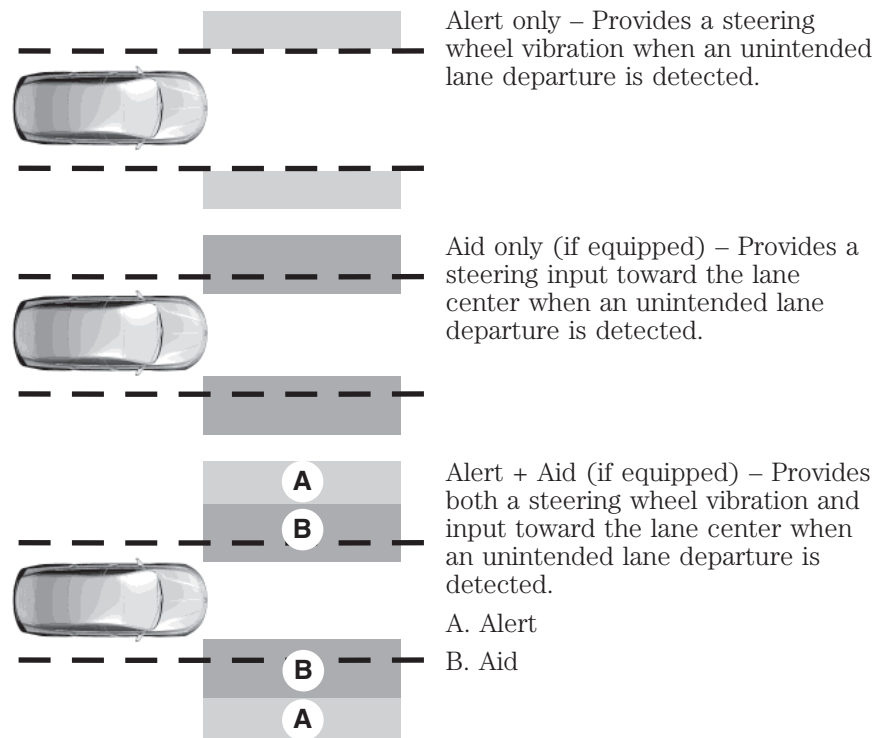 Alert only – Provides a steering
wheel vibration when an unintended
lane departure is detected.
Aid only (if equipped) – Provides a
steering input toward the lane
center when an unintended lane
departure is detected.
A
B
B
A
Alert + Aid (if equipped) – Provides
both a steering wheel vibration and
input toward the lane center when
an unintended lane departure is
detected.
A. Alert
B. Aid